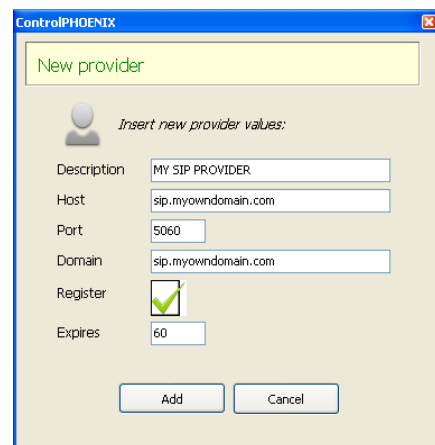 ControlPHOENIX
New provider
Insert new provider values:
Description MY SIP PROVIDER
Host sip.myowndomain.com
Port 5060
Domain sip.myowndomain.com
Register
Expires 60
Add Cancel